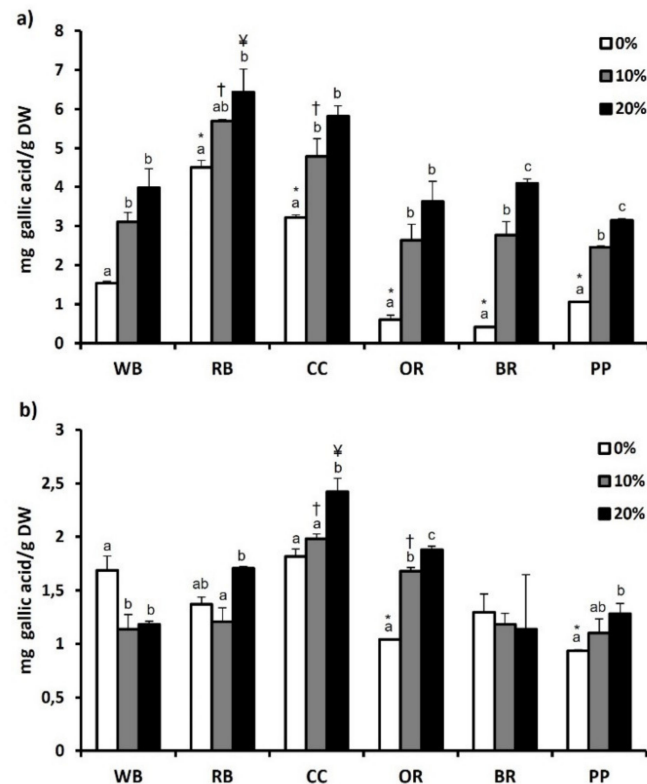 a)
mg gallic acid/g DW
8
7
6
5
4
3
2
1
0
0%
10%
20%
a b b
* a † ab ¥ b
* a † b b
* a b b
* a b c
* a b c
WB RB CC OR BR PP
b)
mg gallic acid/g DW
3
2,5
2
1,5
1
0,5
0
0%
10%
20%
a b b
ab a b
a † a ¥ b
* a † b c
* a ab b
WB RB CC OR BR PP